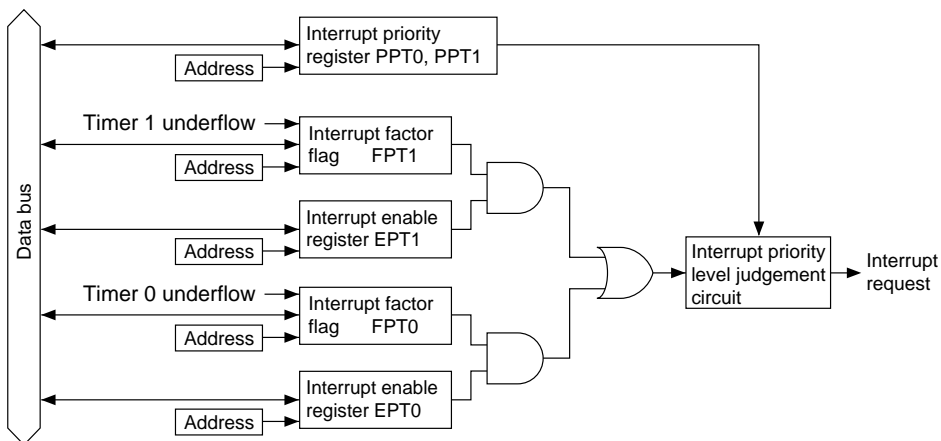 Data bus
Interrupt priority
register PPT0, PPT1
Address
Timer 1 underflow
Interrupt factor
flag FPT1
Address
Interrupt enable
register EPT1
Address
Timer 0 underflow
Interrupt factor
flag FPT0
Address
Interrupt enable
register EPT0
Address
Interrupt priority
level judgement
circuit
Interrupt
request